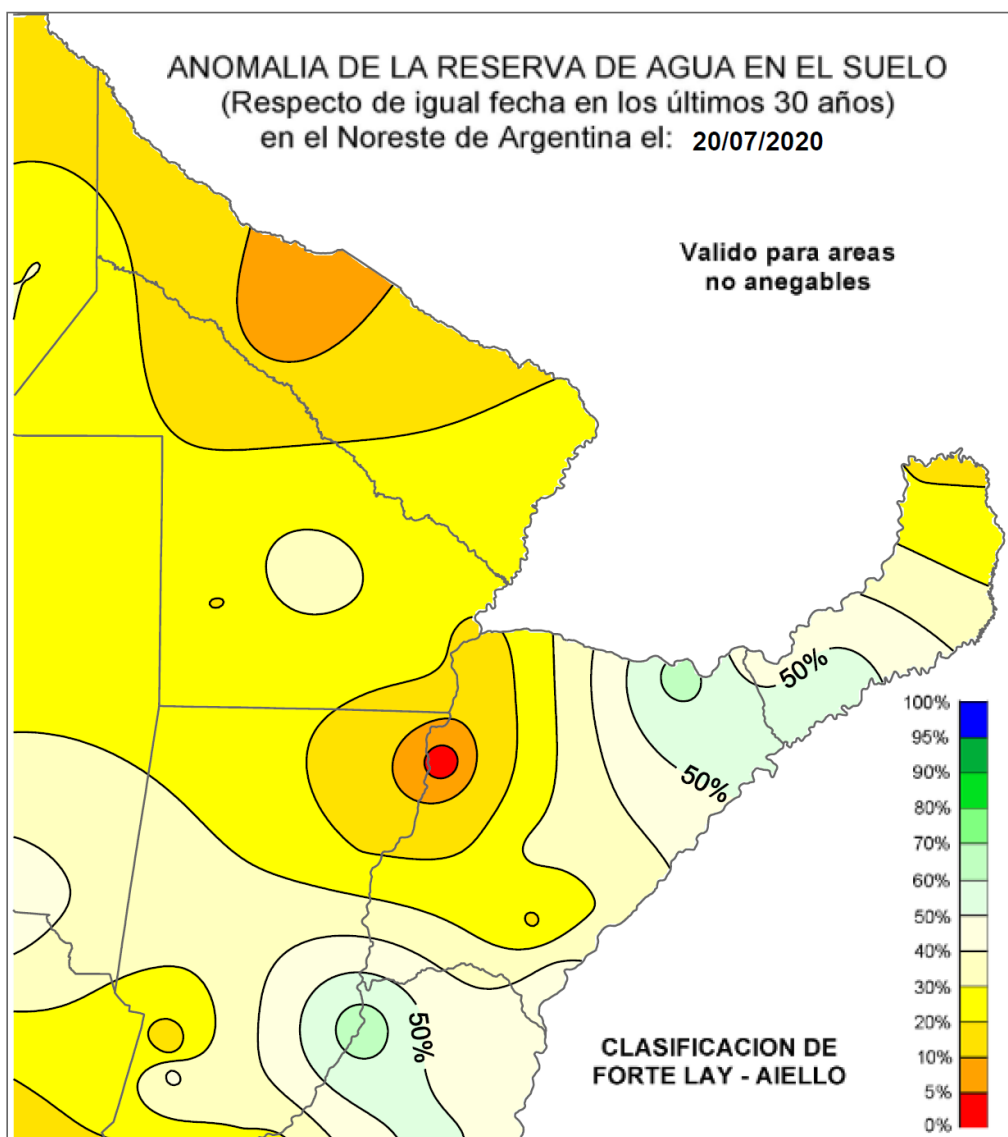 ANOMALIA DE LA RESERVA DE AGUA EN EL SUELO
(Respecto de igual fecha en los últimos 30 años)
en el Noreste de Argentina el: 20/07/2020
Valido para areas
no anegables
50%
50%
50%
100%
95%
90%
80%
70%
60%
50%
40%
30%
20%
10%
5%
0%
CLASIFICACION DE
FORTE LAY - AIELLO